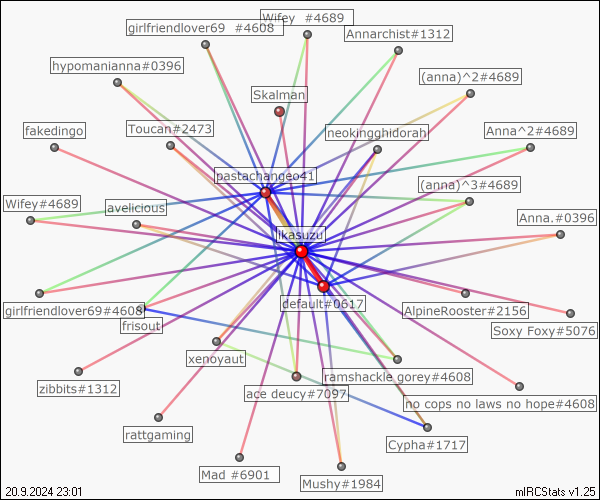 Wifey #4689
girlfriendlover69 #4608
Annarchist#1312
hypomanianna#0396
(anna)^2#4689
Skalman
fakedingo
Toucan#2473
neokingghidorah
Anna^2#4689
pastachangeo41
(anna)^3#4689
Wifey#4689
avelicious
Anna.#0396
ikasuzu
girlfriendlover69#4608
default#0617
AlpineRooster#2156
frisout
Soxy Foxy#5076
xenoyaut
zibbits#1312
ramshackle gorey#4608
ace deucy#7097
no cops no laws no hope#4608
rattgaming
Cypha#1717
Mad #6901
Mushy#1984
20.9.2024 23:01
mIRCStats v1.25